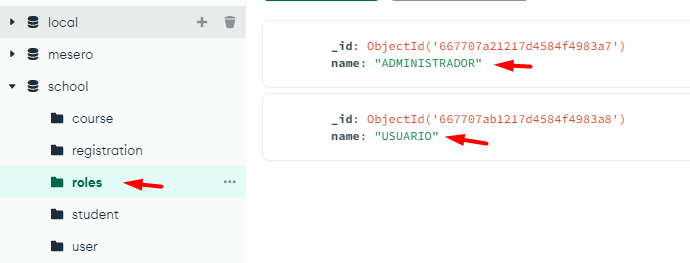 local
mesero
school
course
registration
roles
student
user
_id: ObjectId('667707a21217d4584f4983a7')
name: "ADMINISTRADOR"
_id: ObjectId('667707ab1217d4584f4983a8')
name: "USUARIO"